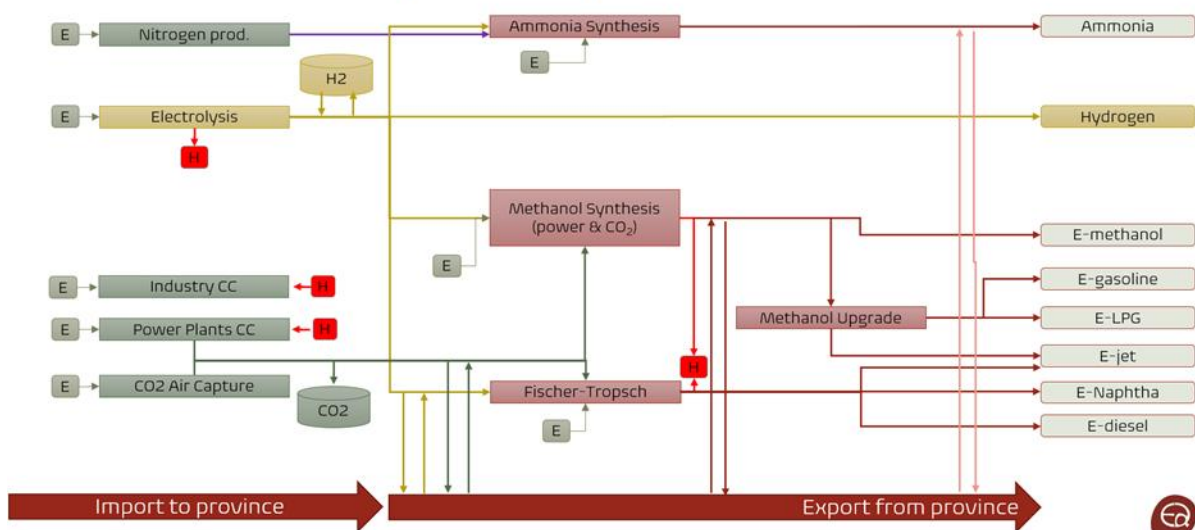 E
Nitrogen prod.
Ammonia Synthesis
Ammonia
E
H2
E
Electrolysis
Hydrogen
H
Methanol Synthesis
(power & CO₂)
E-methanol
E
E
Industry CC
H
E-gasoline
E
Power Plants CC
H
Methanol Upgrade
E-LPG
E-jet
H
E
CO2 Air Capture
Fischer-Tropsch
E-Naphtha
CO2
E
E-diesel
Import to province
Export from province